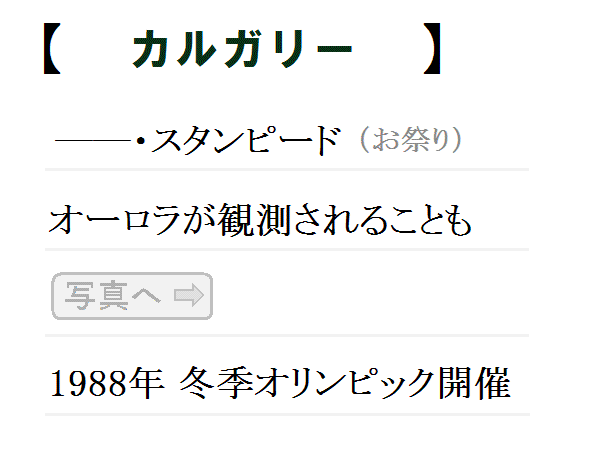 【 カルガリー 】
――・スタンピード (お祭り)
オーロラが観測されることも
写真へ ⇨
1988年 冬季オリンピック開催